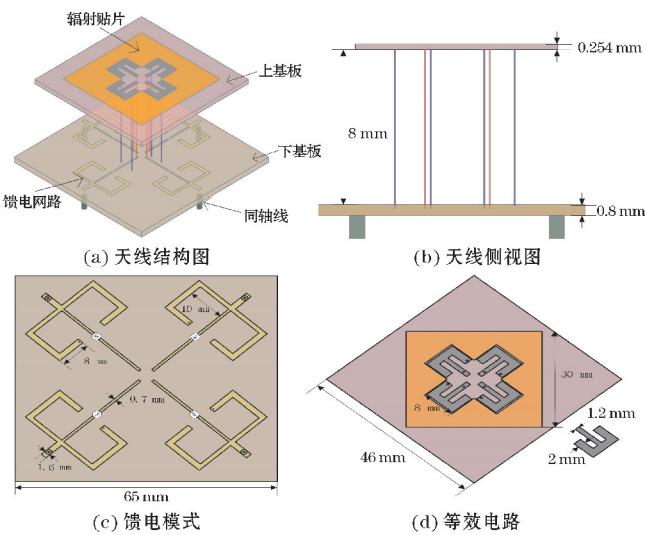 辐射贴片
上基板
下基板
馈电网路
同轴线
(a) 天线结构图
0.254 mm
8 mm
0.8 mm
(b) 天线侧视图
10 mm
8 mm
0.7 mm
1.6 mm
65 mm
(c) 馈电模式
8 mm
30 mm
1.2 mm
2 mm
46 mm
(d) 等效电路